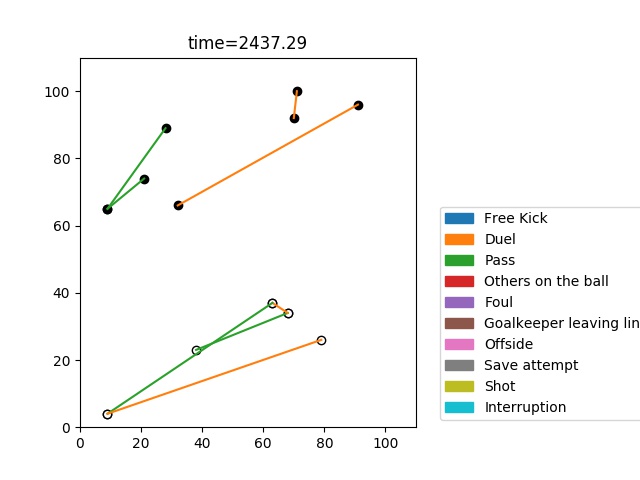 time=2437.29
100
80
60
40
20
0
0 20 40 60 80 100
Free Kick
Duel
Pass
Others on the ball
Foul
Goalkeeper leaving lin
Offside
Save attempt
Shot
Interruption